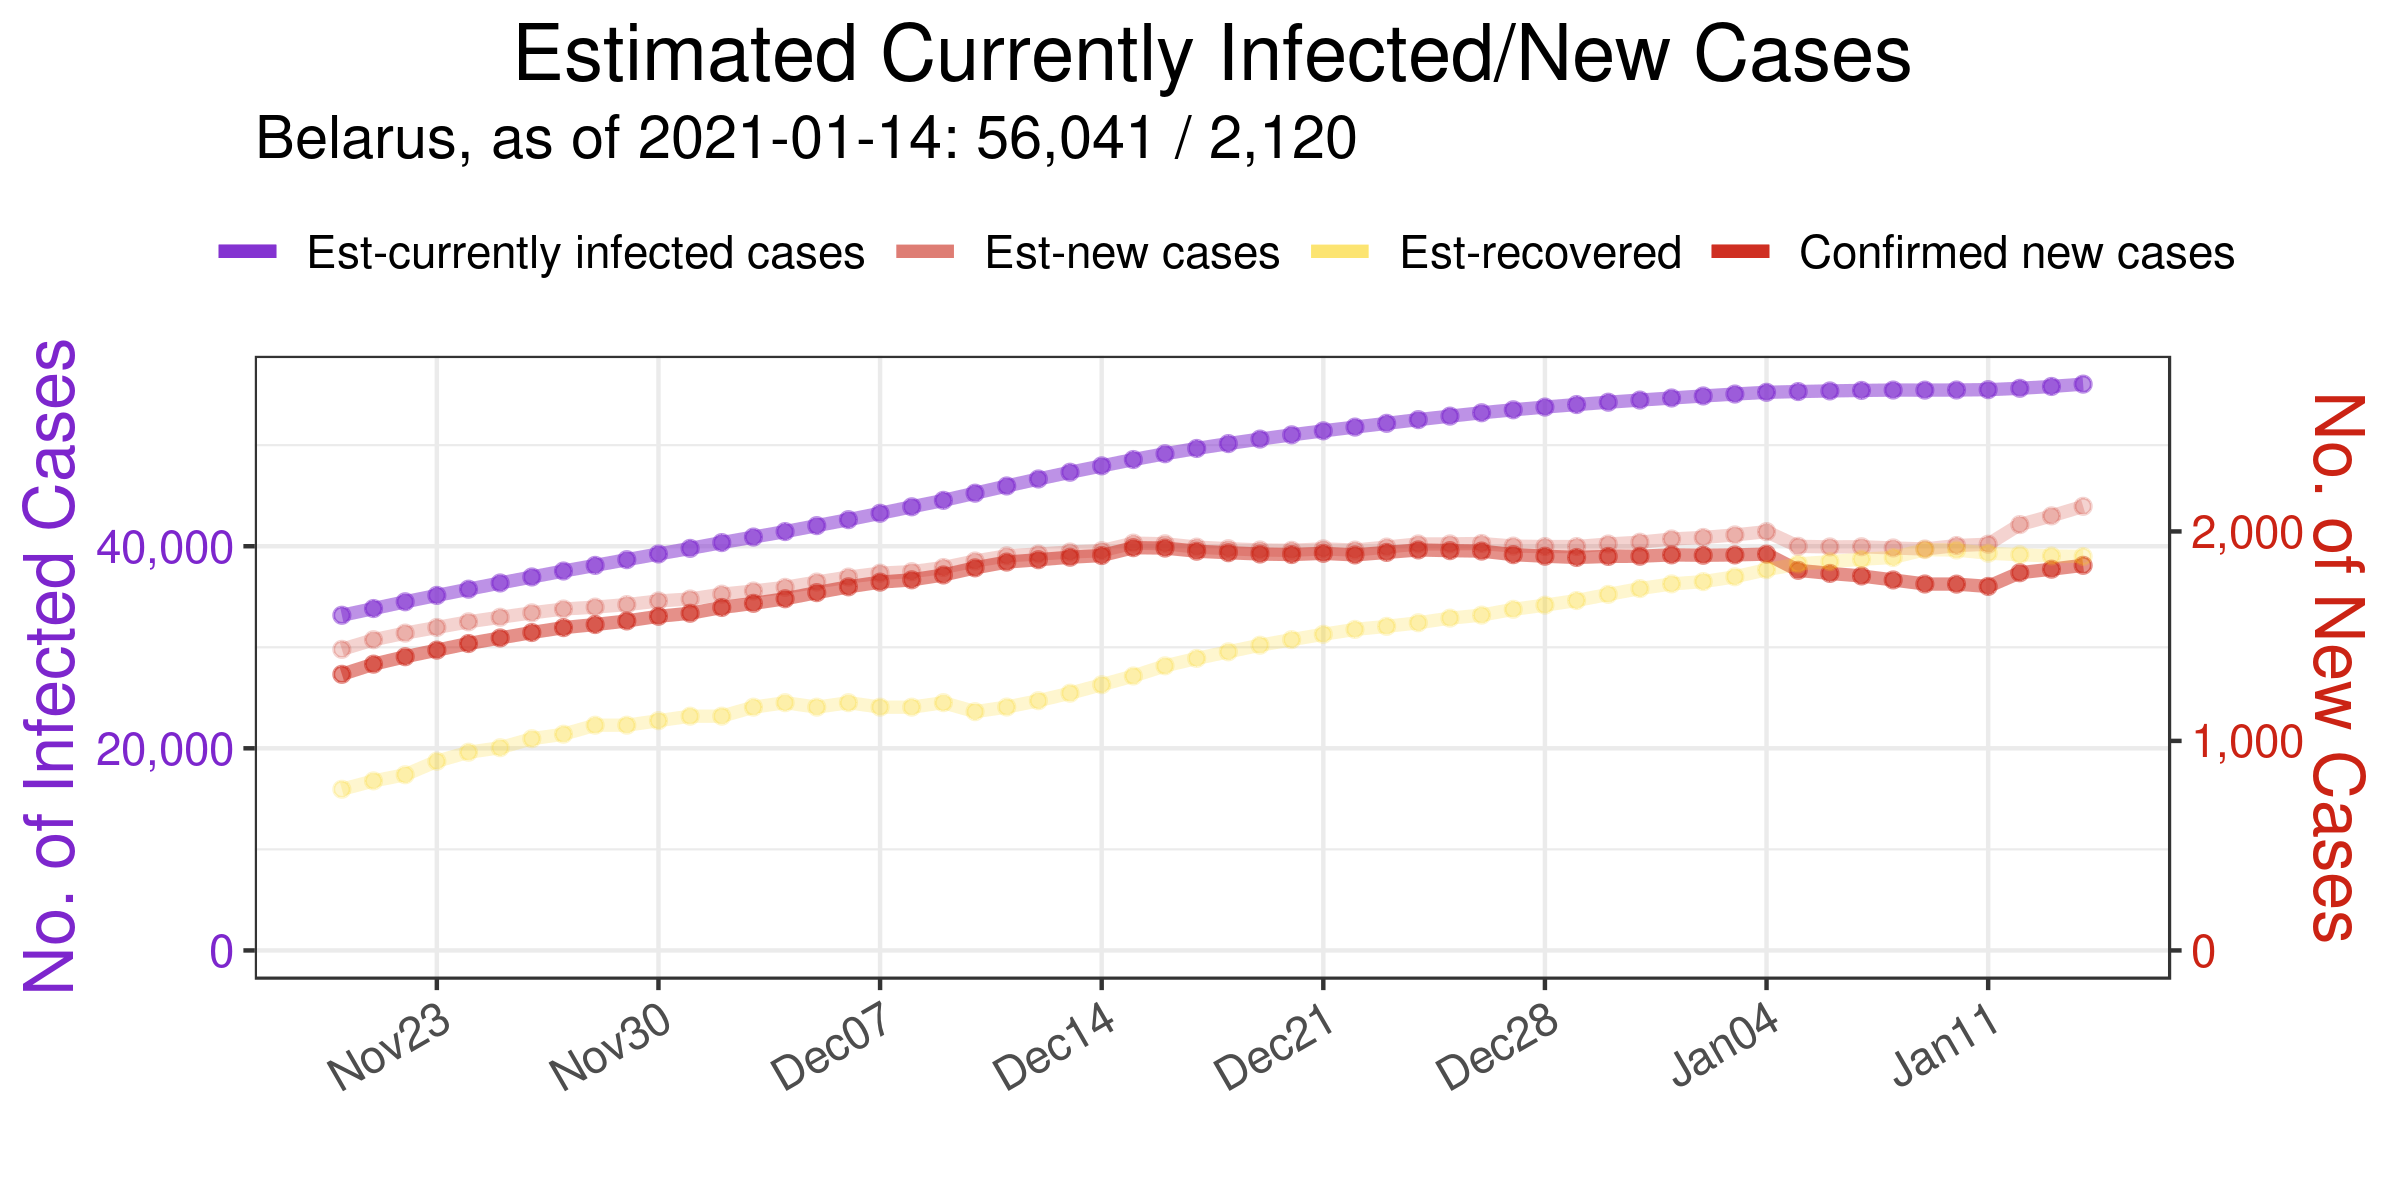 Estimated Currently Infected/New Cases
Belarus, as of 2021-01-14: 56,041 / 2,120
Est-currently infected cases Est-new cases Est-recovered Confirmed new cases
No. of Infected Cases
40,000
20,000
0
2,000
1,000
0
No. of New Cases
Nov23 Nov30 Dec07 Dec14 Dec21 Dec28 Jan04 Jan11